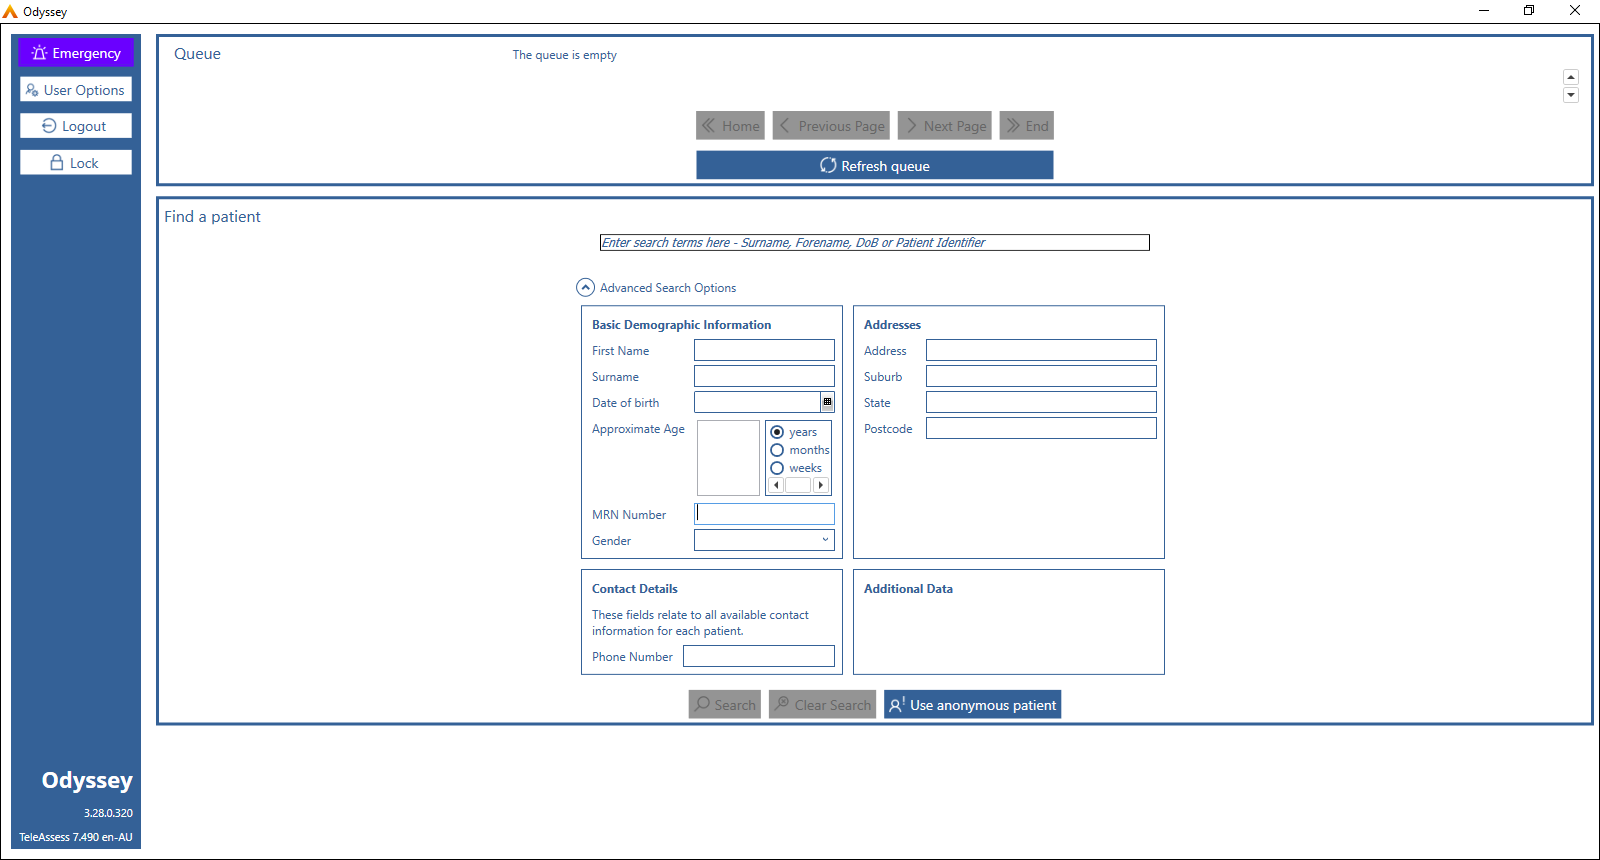 Odyssey
Emergency
User Options
Logout
Lock
Queue
The queue is empty
Home
Previous Page
Next Page
End
Refresh queue
Find a patient
Enter search terms here - Surname, Forename, DoB or Patient Identifier
Advanced Search Options
Basic Demographic Information
First Name
Surname
Date of birth
Approximate Age
years
months
weeks
MRN Number
Gender
Addresses
Address
Suburb
State
Postcode
Contact Details
These fields relate to all available contact
information for each patient.
Phone Number
Additional Data
Search
Clear Search
Use anonymous patient
Odyssey
3.28.0.320
TeleAssess 7.490 en-AU